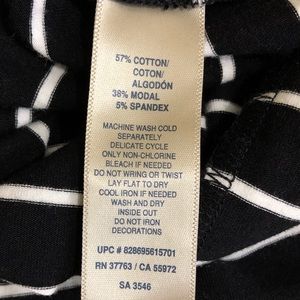 57% COTTON/
COTON/
ALGODÓN
38% MODAL
5% SPANDEX
MACHINE WASH COLD
SEPARATELY
DELICATE CYCLE
ONLY NON-CHLORINE
BLEACH IF NEEDED
DO NOT WRING OR TWIST
LAY FLAT TO DRY
COOL IRON IF NEEDED
WASH AND DRY
INSIDE OUT
DO NOT IRON
DECORATIONS
UPC # 828695615701
RN 37763 / CA 55972
SA 3546